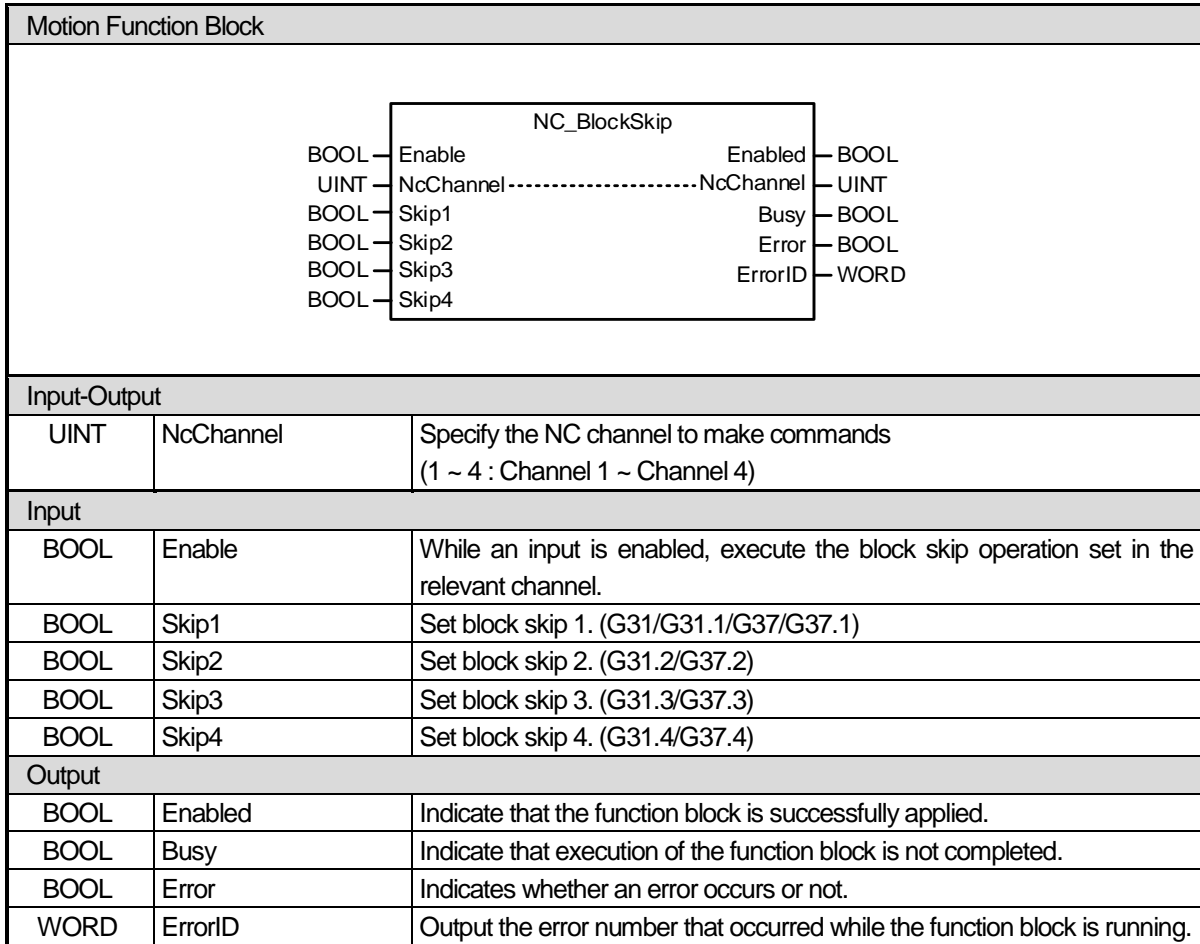 Motion Function Block
NC_BlockSkip
BOOL Enable Enabled BOOL
UINT NcChannel NcChannel UINT
BOOL Skip1 Busy BOOL
BOOL Skip2 Error BOOL
BOOL Skip3 ErrorID WORD
BOOL Skip4
Input-Output
UINT NcChannel Specify the NC channel to make commands
(1 ~ 4 : Channel 1 ~ Channel 4)
Input
BOOL Enable While an input is enabled, execute the block skip operation set in the
relevant channel.
BOOL Skip1 Set block skip 1. (G31/G31.1/G37/G37.1)
BOOL Skip2 Set block skip 2. (G31.2/G37.2)
BOOL Skip3 Set block skip 3. (G31.3/G37.3)
BOOL Skip4 Set block skip 4. (G31.4/G37.4)
Output
BOOL Enabled Indicate that the function block is successfully applied.
BOOL Busy Indicate that execution of the function block is not completed.
BOOL Error Indicates whether an error occurs or not.
WORD ErrorID Output the error number that occurred while the function block is running.